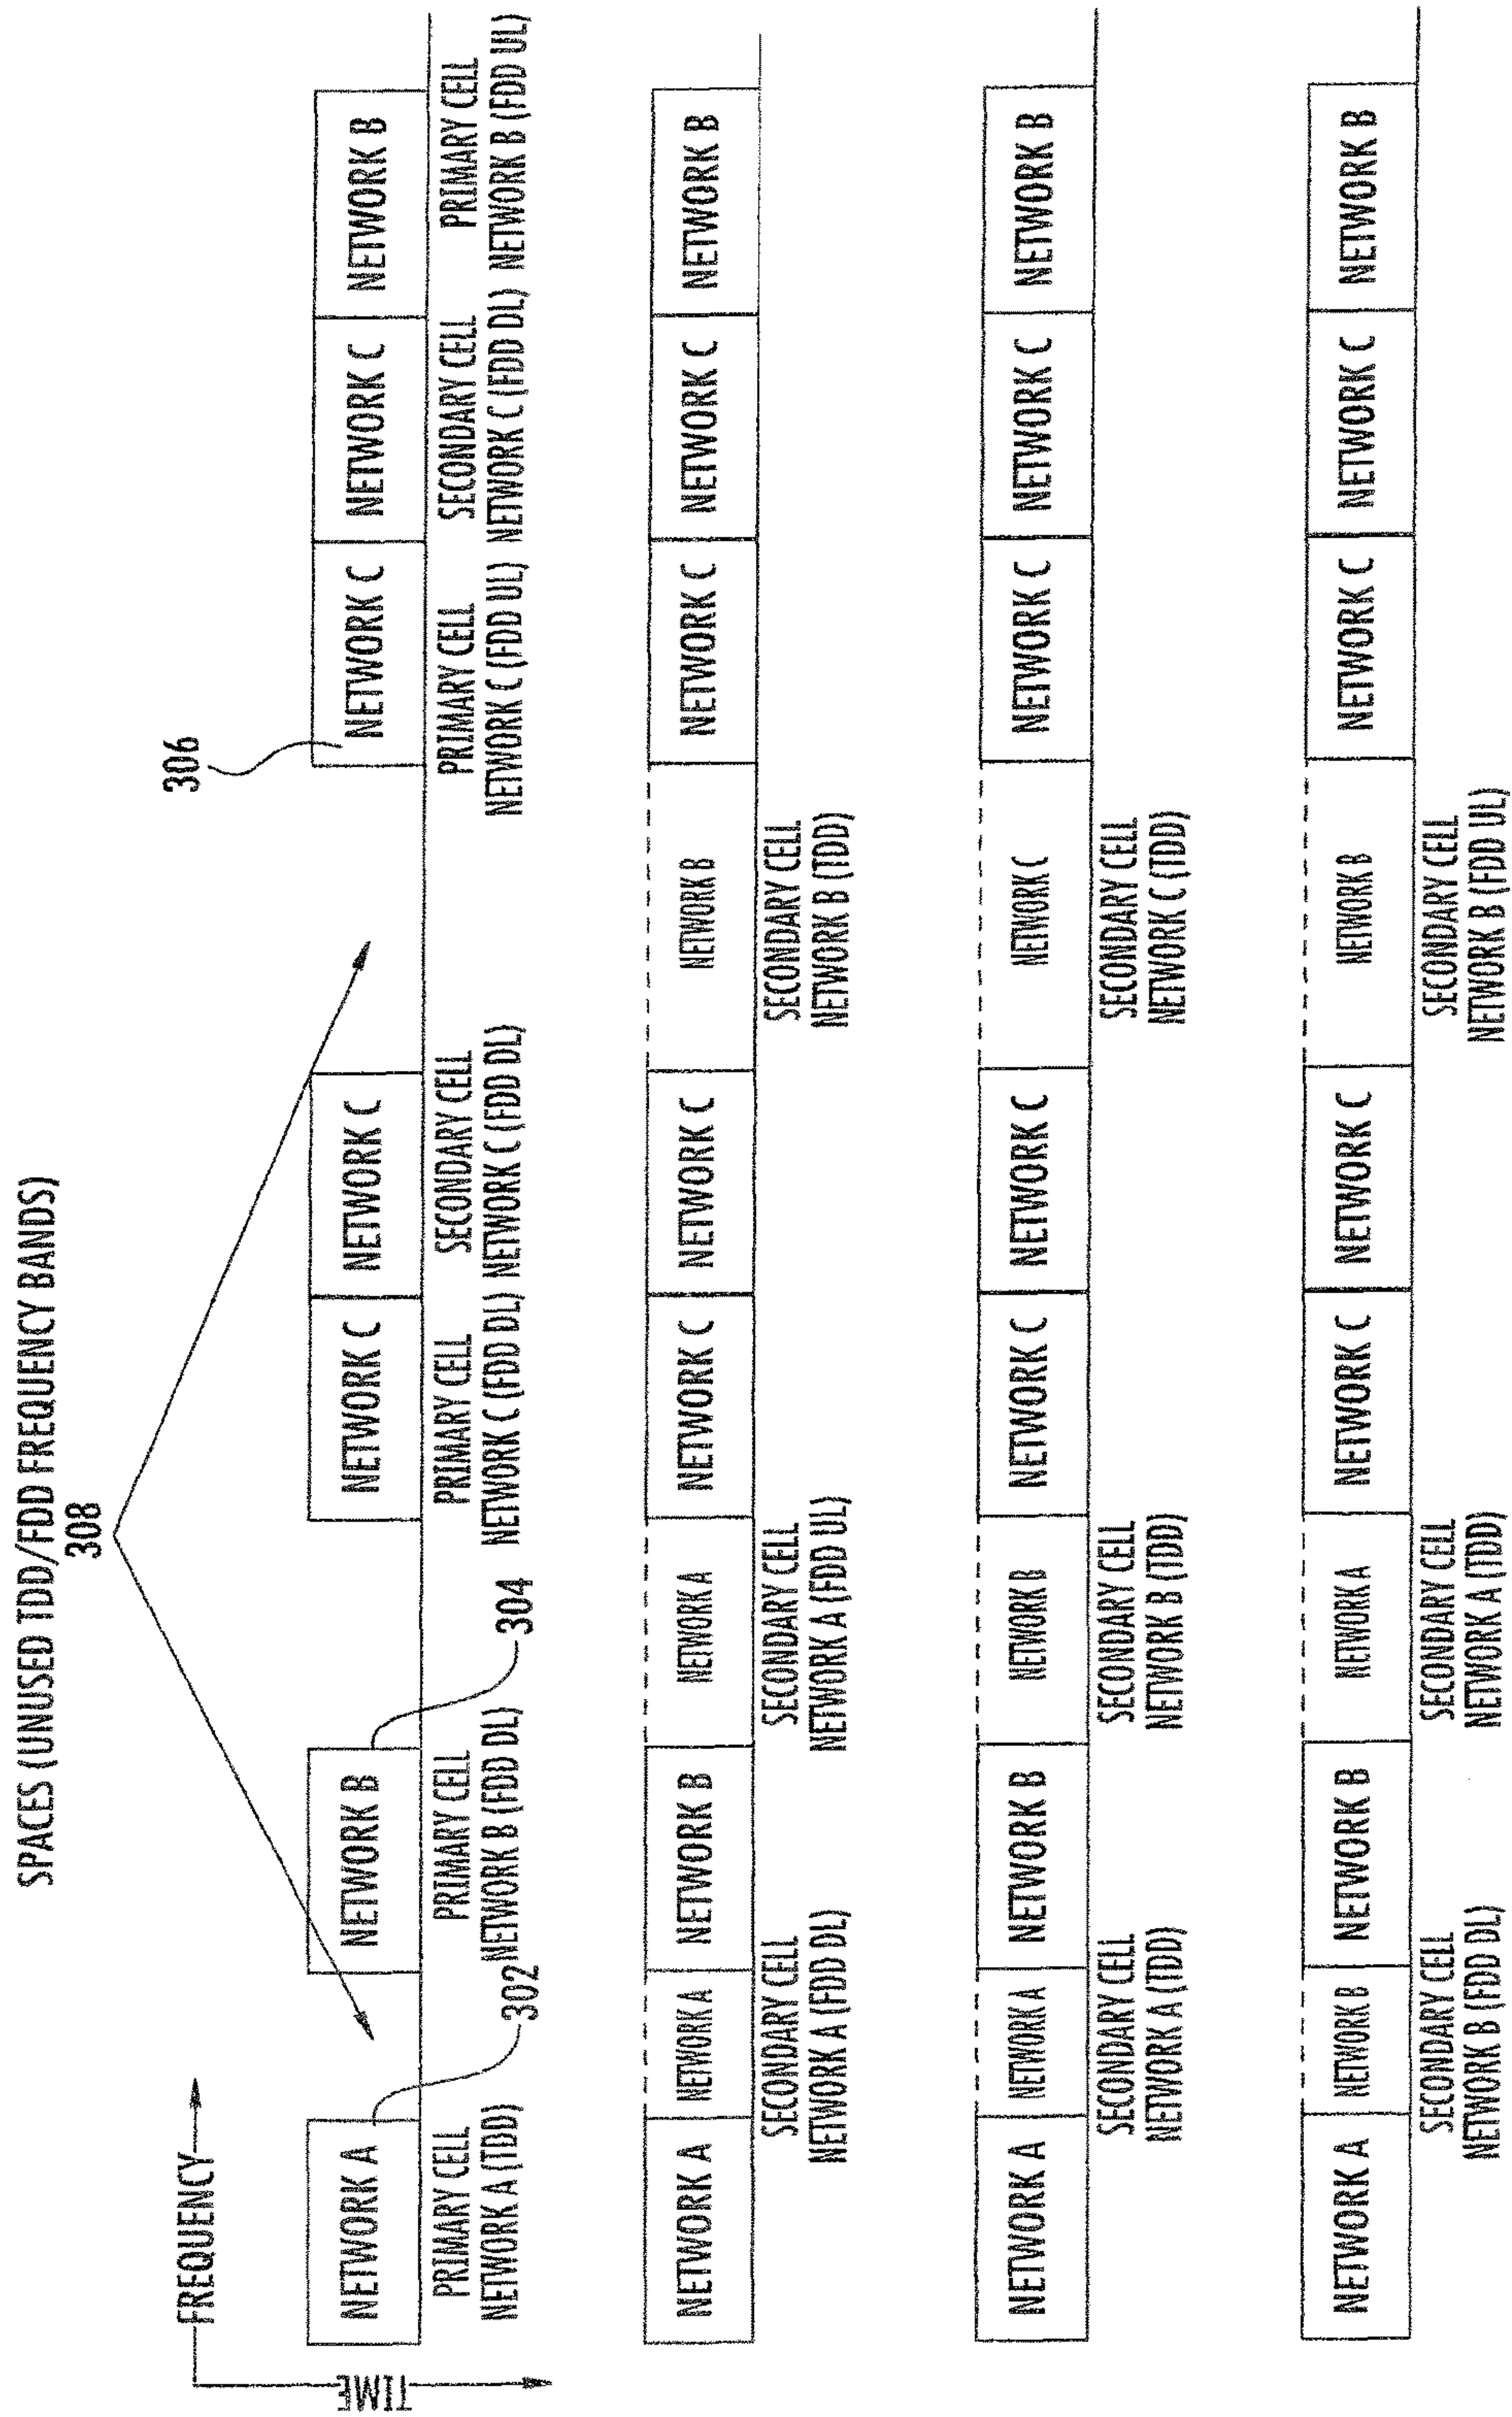 SPACES (UNUSED TDD/FDD FREQUENCY BANDS)
308
FREQUENCY
TIME
306
NETWORK A
NETWORK B
NETWORK C
NETWORK C
NETWORK C
NETWORK C
NETWORK B
PRIMARY CELL
NETWORK A (TDD)
302
PRIMARY CELL
NETWORK B (FDD DL)
304
PRIMARY CELL
NETWORK C (FDD DL)
SECONDARY CELL
NETWORK C (FDD DL)
PRIMARY CELL
NETWORK C (FDD UL)
SECONDARY CELL
NETWORK C (FDD DL)
PRIMARY CELL
NETWORK B (FDD UL)
NETWORK A
NETWORK A
NETWORK B
NETWORK A
NETWORK C
NETWORK C
NETWORK B
NETWORK C
NETWORK C
NETWORK B
SECONDARY CELL
NETWORK A (FDD DL)
SECONDARY CELL
NETWORK A (FDD UL)
SECONDARY CELL
NETWORK B (TDD)
NETWORK A
NETWORK A
NETWORK B
NETWORK B
NETWORK C
NETWORK C
NETWORK C
NETWORK C
NETWORK C
NETWORK B
SECONDARY CELL
NETWORK A (TDD)
SECONDARY CELL
NETWORK B (TDD)
SECONDARY CELL
NETWORK C (TDD)
NETWORK A
NETWORK B
NETWORK B
NETWORK A
NETWORK C
NETWORK C
NETWORK B
NETWORK C
NETWORK C
NETWORK B
SECONDARY CELL
NETWORK B (FDD DL)
SECONDARY CELL
NETWORK A (TDD)
SECONDARY CELL
NETWORK B (FDD UL)